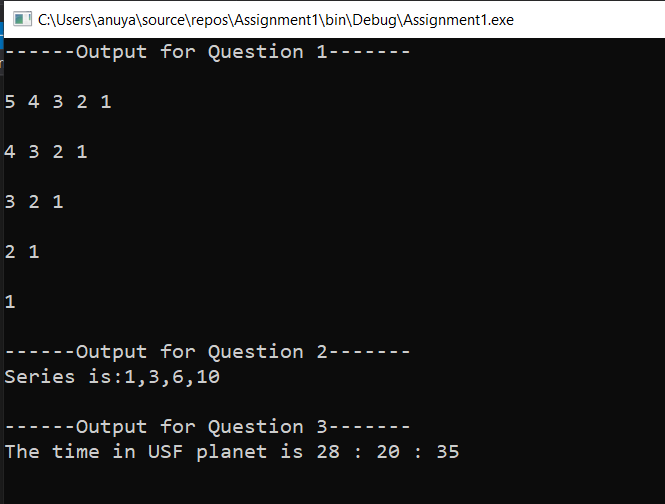 C:\Users\anuya\source\repos\Assignment1\bin\Debug\Assignment1.exe
------Output for Question 1-------
5 4 3 2 1
4 3 2 1
3 2 1
2 1
1
------Output for Question 2-------
Series is:1,3,6,10
------Output for Question 3-------
The time in USF planet is 28 : 20 : 35